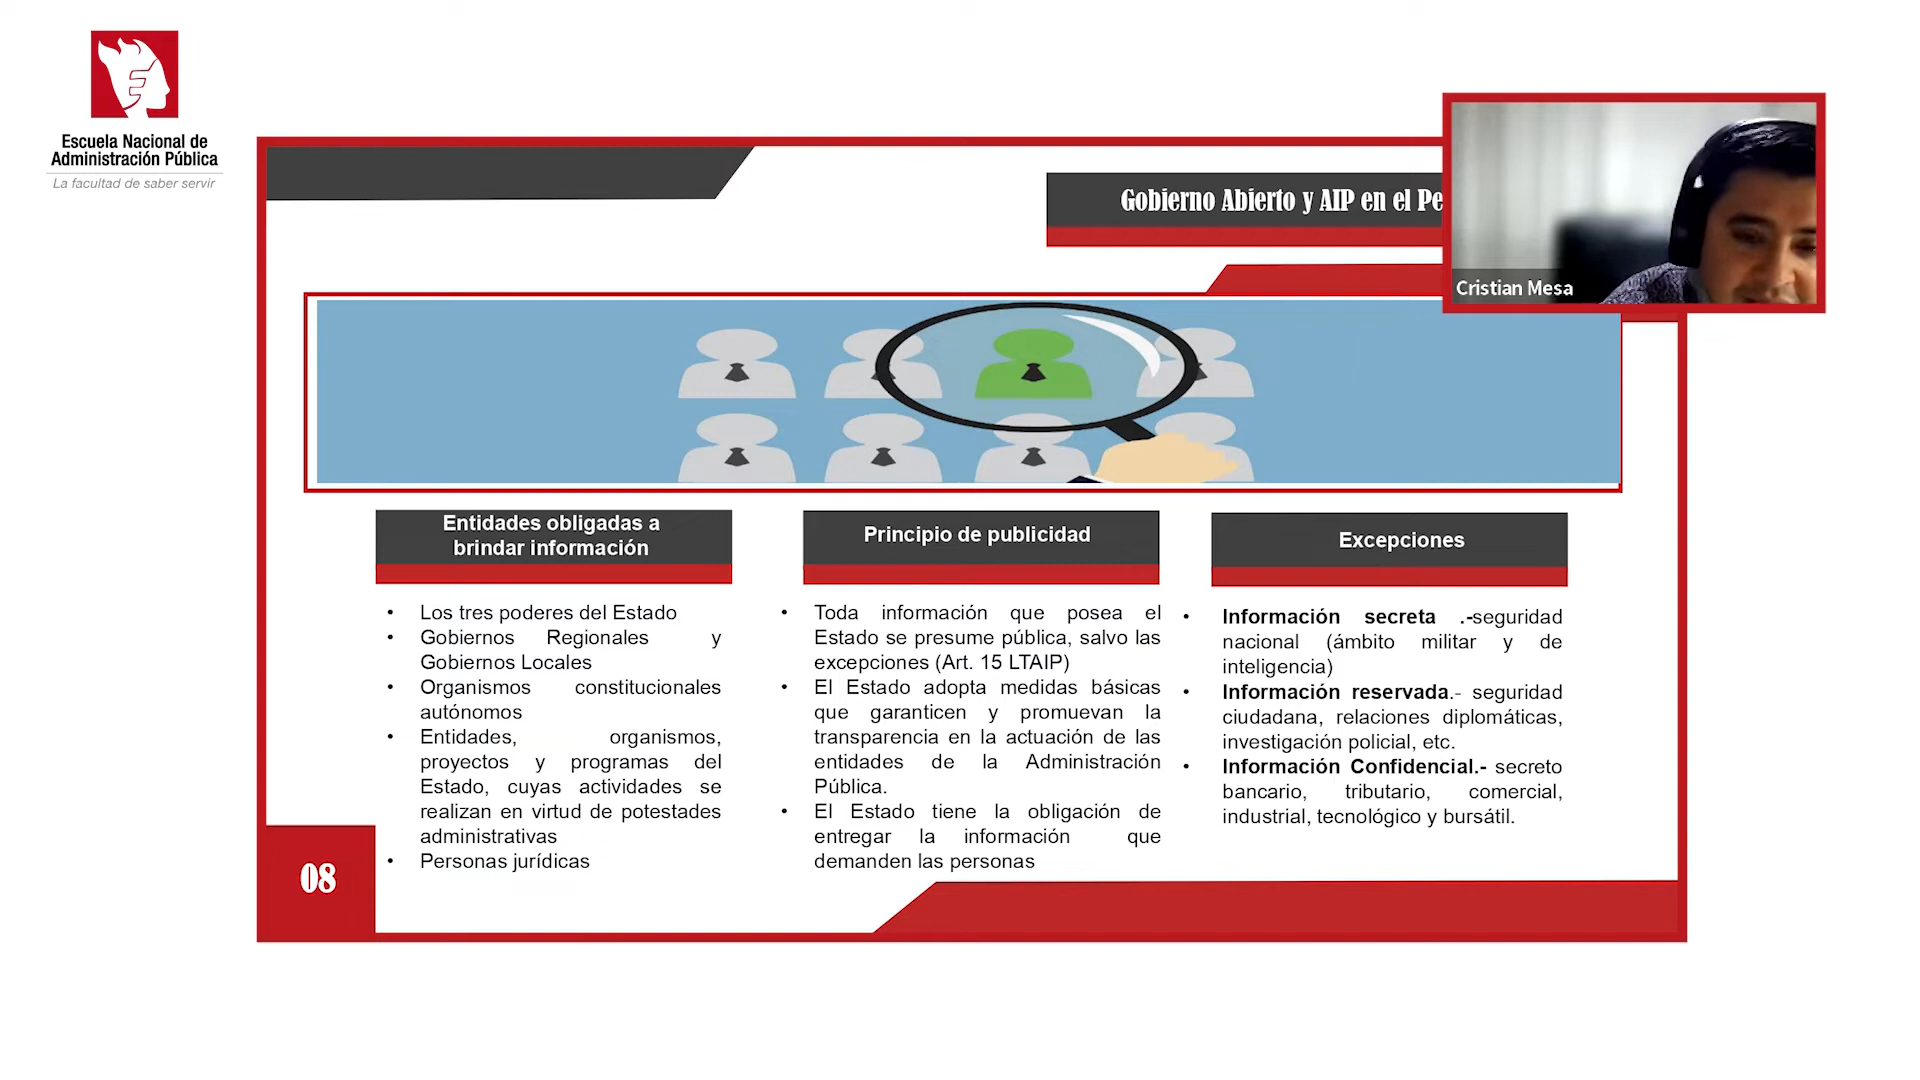 Escuela Nacional de
Administración Pública
La facultad de saber servir
Gobierno Abierto y AIP en el Pe
Cristian Mesa
Entidades obligadas a
brindar información
• Los tres poderes del Estado
• Gobiernos Regionales y
Gobiernos Locales
• Organismos constitucionales
autónomos
• Entidades, organismos,
proyectos y programas del
Estado, cuyas actividades se
realizan en virtud de potestades
administrativas
• Personas jurídicas
Principio de publicidad
• Toda información que posea el
Estado se presume pública, salvo las
excepciones (Art. 15 LTAIP)
• El Estado adopta medidas básicas
que garanticen y promuevan la
transparencia en la actuación de las
entidades de la Administración
Pública.
• El Estado tiene la obligación de
entregar la información que
demanden las personas
Excepciones
• Información secreta .-seguridad
nacional (ámbito militar y de
inteligencia)
• Información reservada.- seguridad
ciudadana, relaciones diplomáticas,
investigación policial, etc.
• Información Confidencial.- secreto
bancario, tributario, comercial,
industrial, tecnológico y bursátil.
08